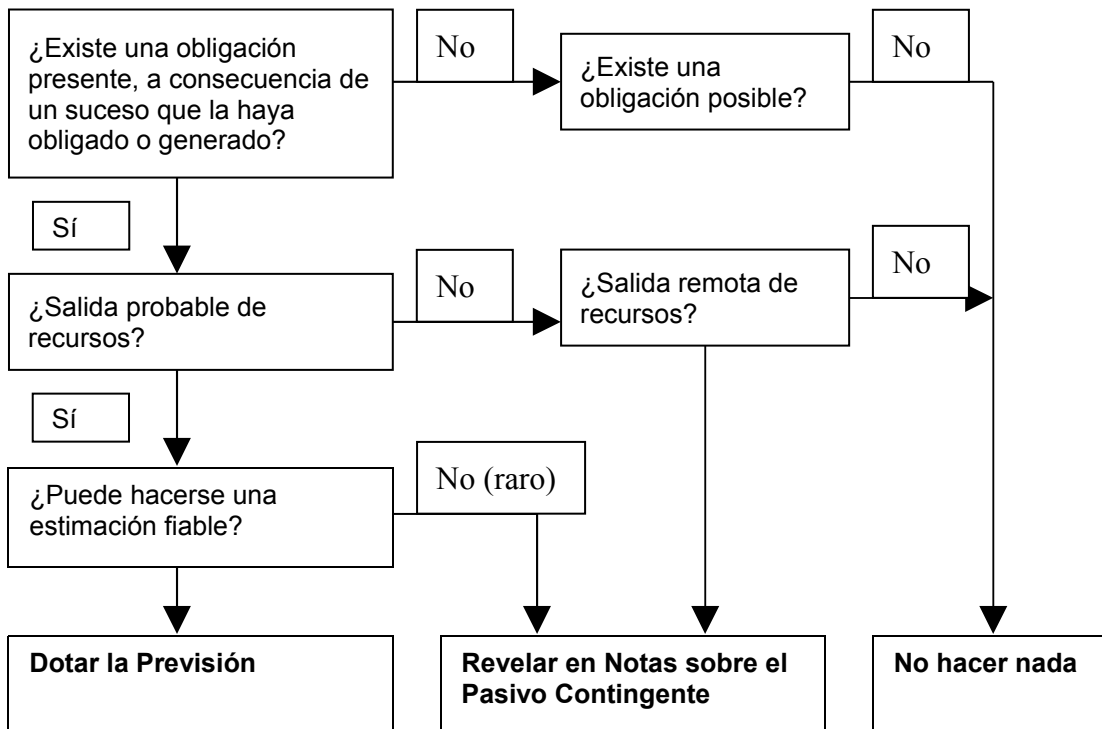 ¿Existe una obligación
presente, a consecuencia de
un suceso que la haya
obligado o generado?
No
¿Existe una
obligación posible?
No
Sí
¿Salida probable de
recursos?
No
¿Salida remota de
recursos?
No
Sí
¿Puede hacerse una
estimación fiable?
No (raro)
Dotar la Previsión
Revelar en Notas sobre el
Pasivo Contingente
No hacer nada